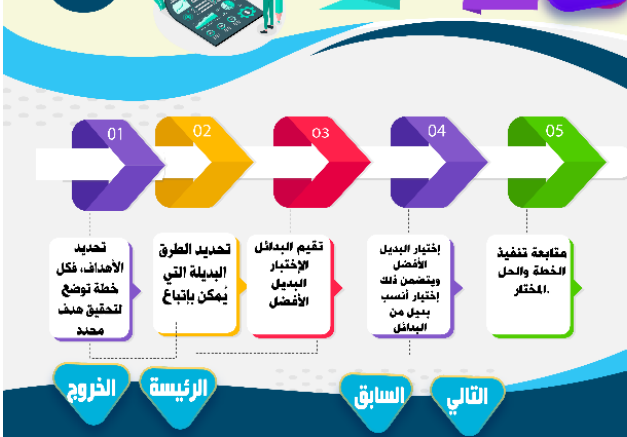 01
تحديد
الأهداف، فكل
خطة توضع
لتحقيق هدف
محدد
02
تحديد الطرق
البديلة التي
يُمكن بإتباع
03
تقيم البدائل
الإختبار
البديل
الأفضل
04
إختيار البديل
الأفضل
ويتضمن ذلك
إختيار أنسب
بديل من
البدائل
05
متابعة تنفيذ
الخطة والحل
المختار.
الخروج
الرئيسة
السابق
التالي